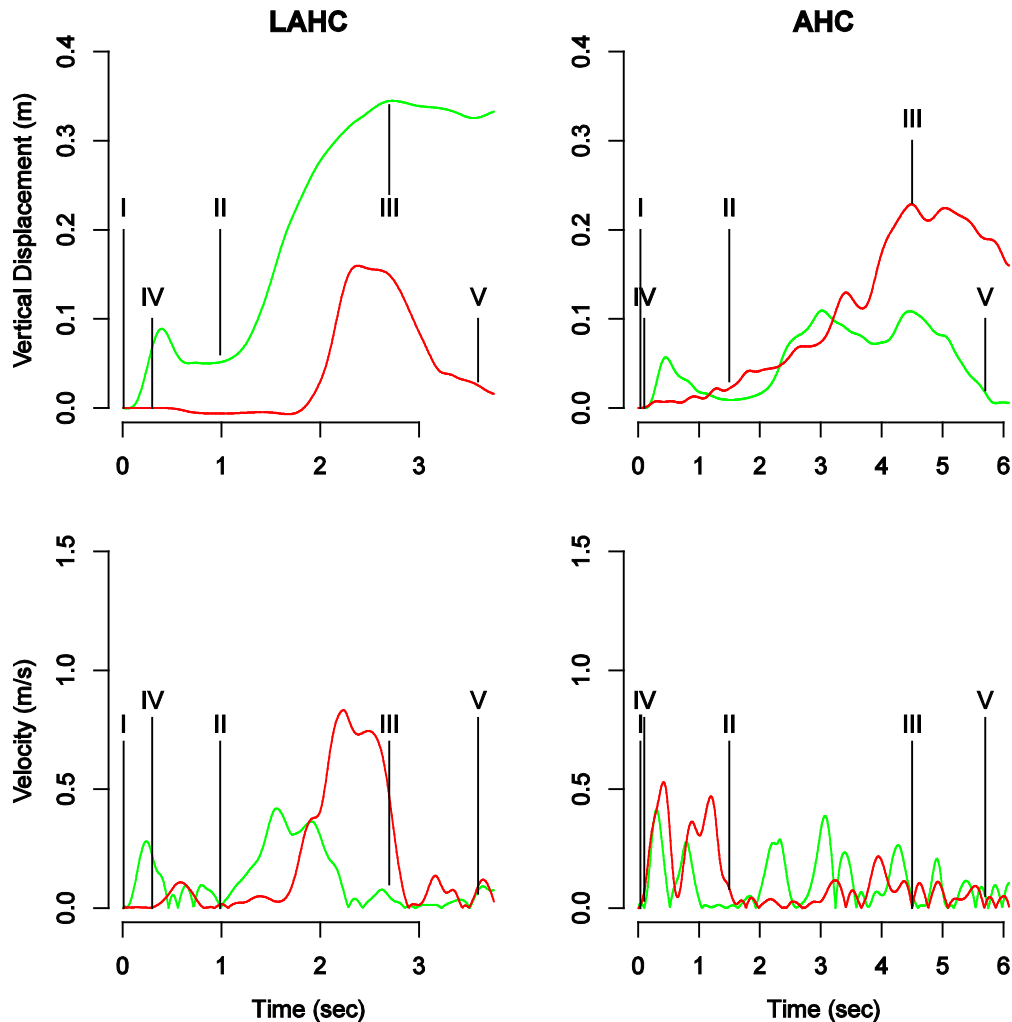 LAHC AHC
Vertical Displacement (m)
0.4 0.3 0.2 0.1 0.0
I II III
IV V
0 1 2 3
0.4 0.3 0.2 0.1 0.0
III
I II
IV V
0 1 2 3 4 5 6
Velocity (m/s)
1.5 1.0 0.5 0.0
IV V
I II III
0 1 2 3
Time (sec)
1.5 1.0 0.5 0.0
IV V
I II III
0 1 2 3 4 5 6
Time (sec)